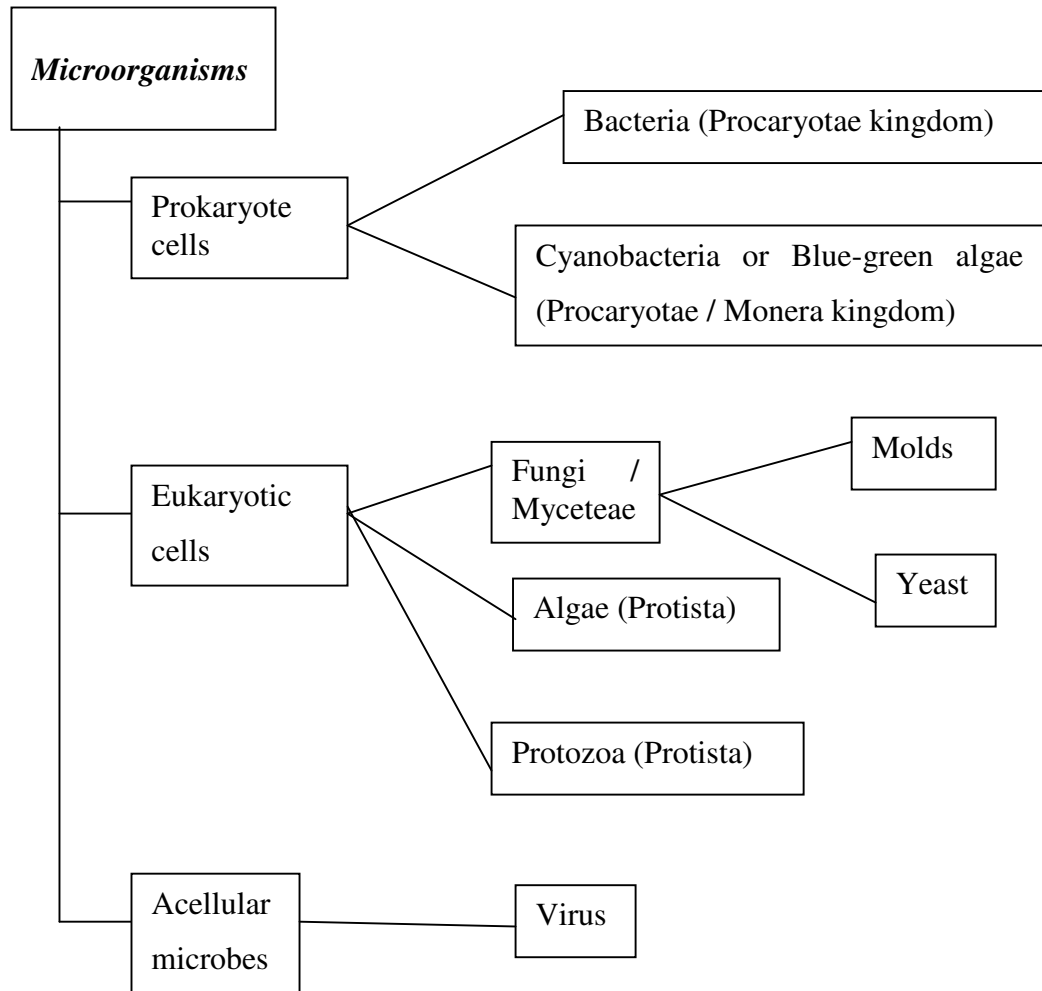 Microorganisms
Bacteria (Procaryotae kingdom)
Prokaryote
cells
Cyanobacteria or Blue-green algae
(Procaryotae / Monera kingdom)
Eukaryotic
cells
Fungi /
Myceteae
Molds
Yeast
Algae (Protista)
Protozoa (Protista)
Acellular
microbes
Virus